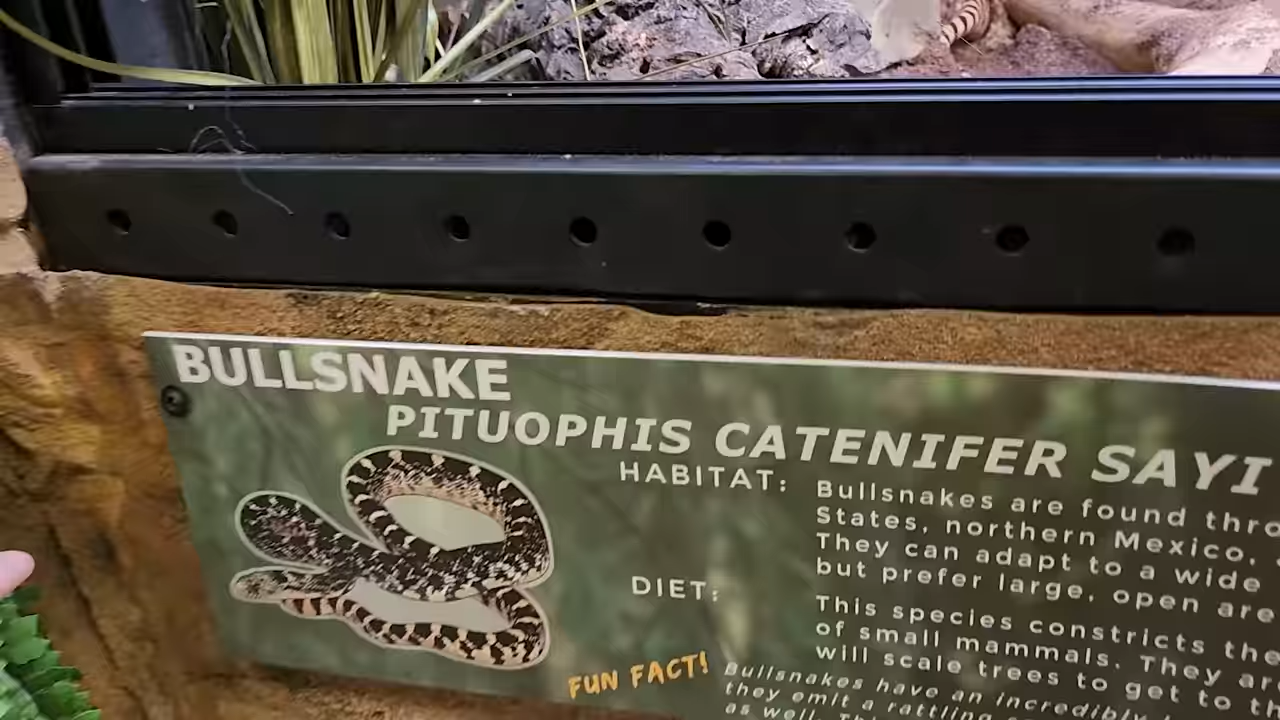 BULLSNAKE
PITUOPHIS CATENIFER SAYI
HABITAT:
Bullsnakes are found thro
States, northern Mexico,
They can adapt to a wide
but prefer large, open are
DIET:
This species constricts the
of small mammals. They are
will scale trees to get to th
FUN FACT!
Bullsnakes have an incredibly
they emit a rattling
as well. Thi